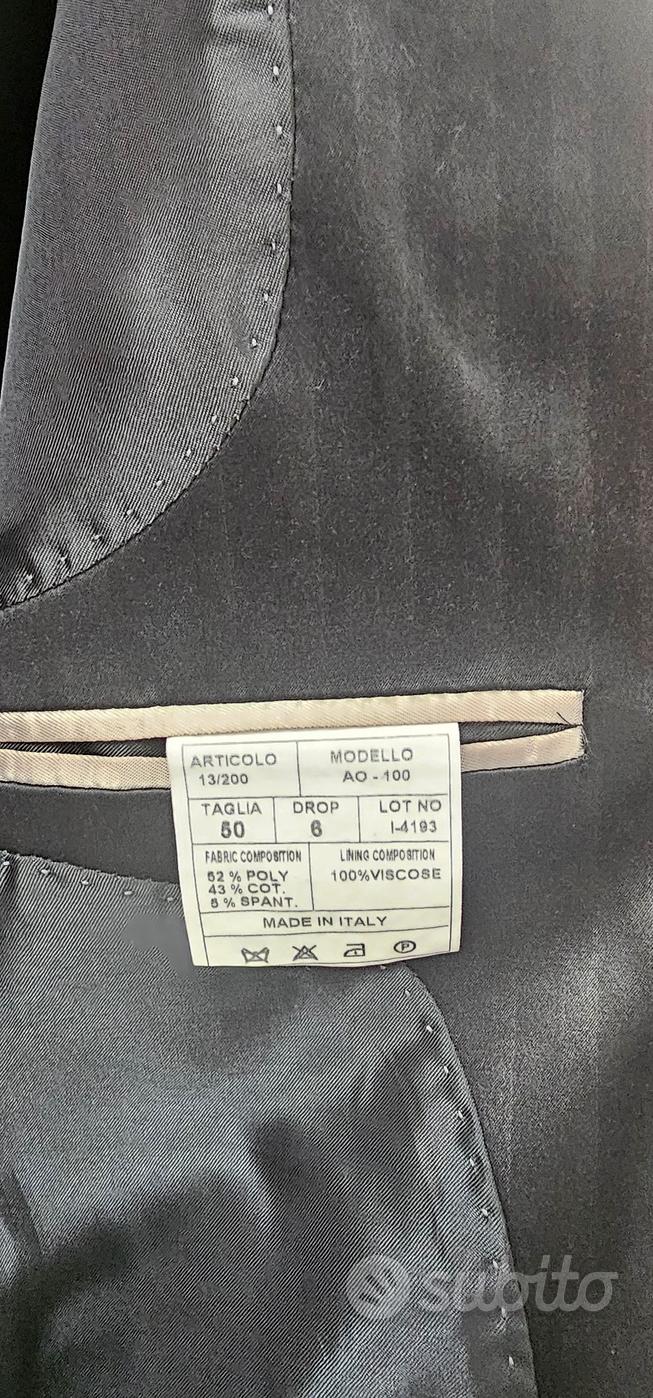 ARTICOLO MODELLO
13/200 AO - 100
TAGLIA DROP LOT NO
50 6 I-4193
FABRIC COMPOSITION LINING COMPOSITION
52 % POLY 100%VISCOSE
43 % COT.
5 % SPANT.
MADE IN ITALY
P
subito